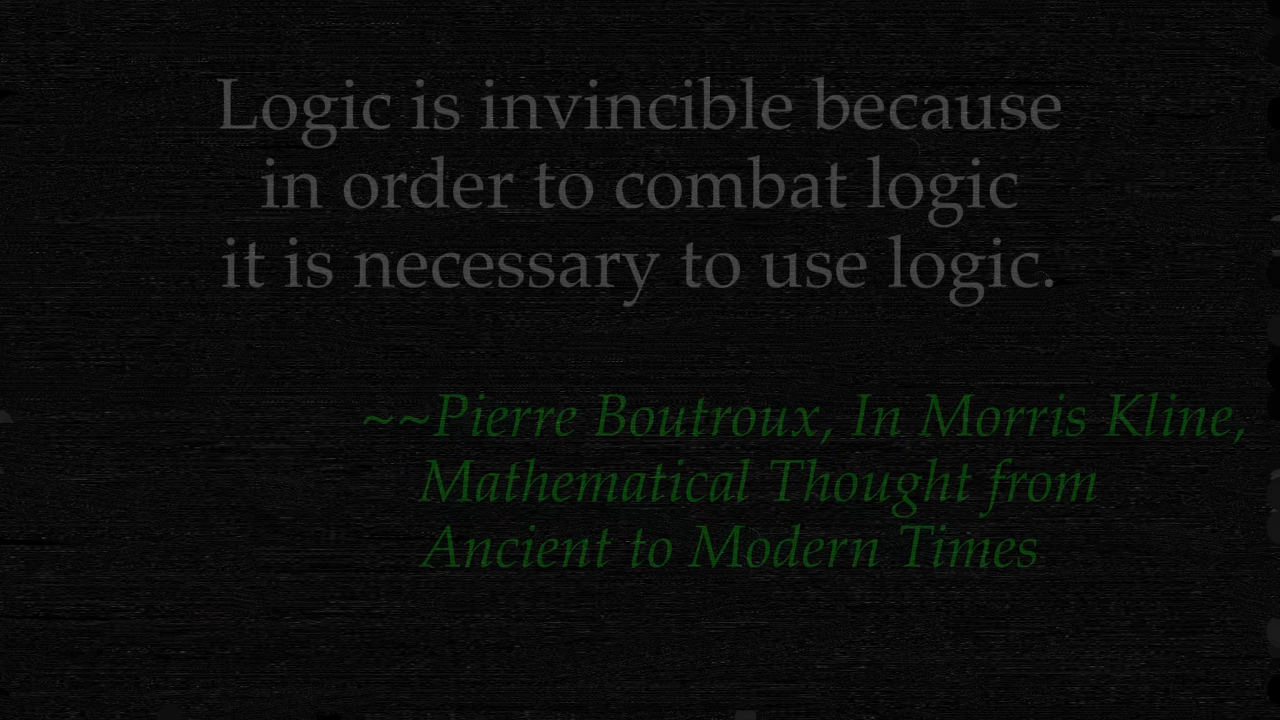 Logic is invincible because
in order to combat logic
it is necessary to use logic.
~~Pierre Boutroux, In Morris Kline,
Mathematical Thought from
Ancient to Modern Times